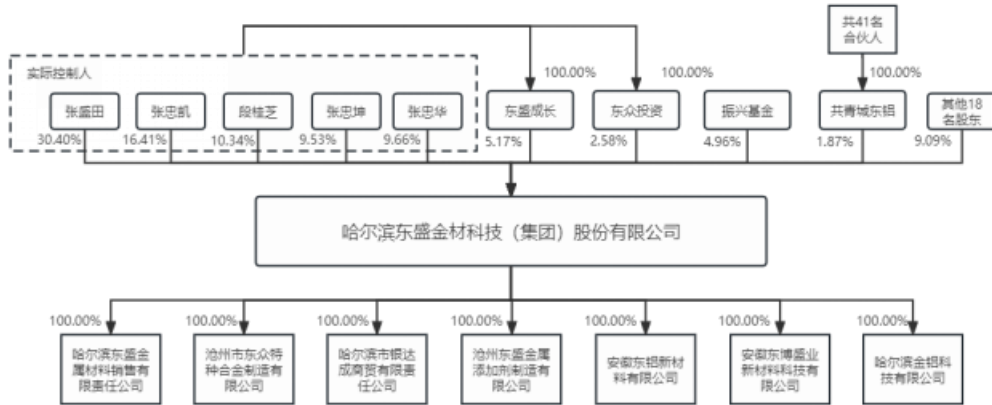 共41名
合伙人
100.00%
100.00%
100.00%
实际控制人
张盛田
张忠凯
段桂芝
张忠坤
张忠华
东盛成长
东众投资
振兴基金
共青城东铝
其他18
名股东
30.40%
16.41%
10.34%
9.53%
9.66%
5.17%
2.58%
4.96%
1.87%
9.09%
哈尔滨东盛金材科技（集团）股份有限公司
100.00%
100.00%
100.00%
100.00%
100.00%
100.00%
100.00%
哈尔滨东盛金
属材料销售有
限责任公司
沧州市东众特
种合金制造有
限公司
哈尔滨市银达
成商贸有限责
任公司
沧州东盛金属
添加剂制造有
限公司
安徽东铝新材
料有限公司
安徽东博盛业
新材料科技有
限公司
哈尔滨金铝科
技有限公司